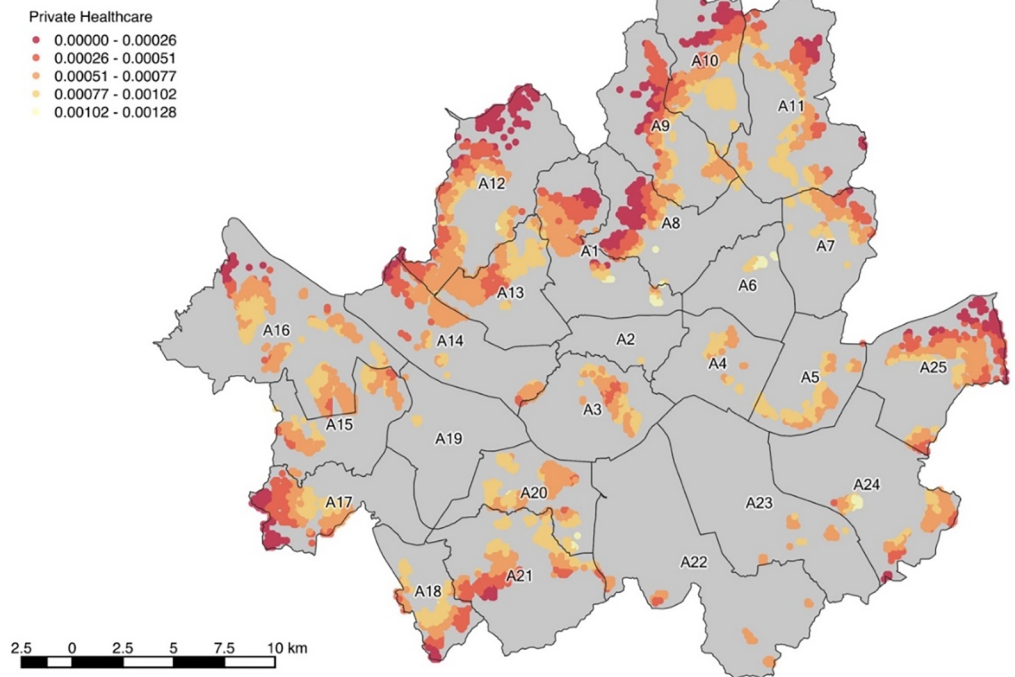 Private Healthcare
0.00000 - 0.00026
0.00026 - 0.00051
0.00051 - 0.00077
0.00077 - 0.00102
0.00102 - 0.00128
A10
A11
A9
A12
A8
A1
A7
A6
A13
A16
A14
A2
A4
A25
A5
A3
A15
A19
A24
A20
A17
A23
A22
A21
A18
2.5 0 2.5 5 7.5 10 km